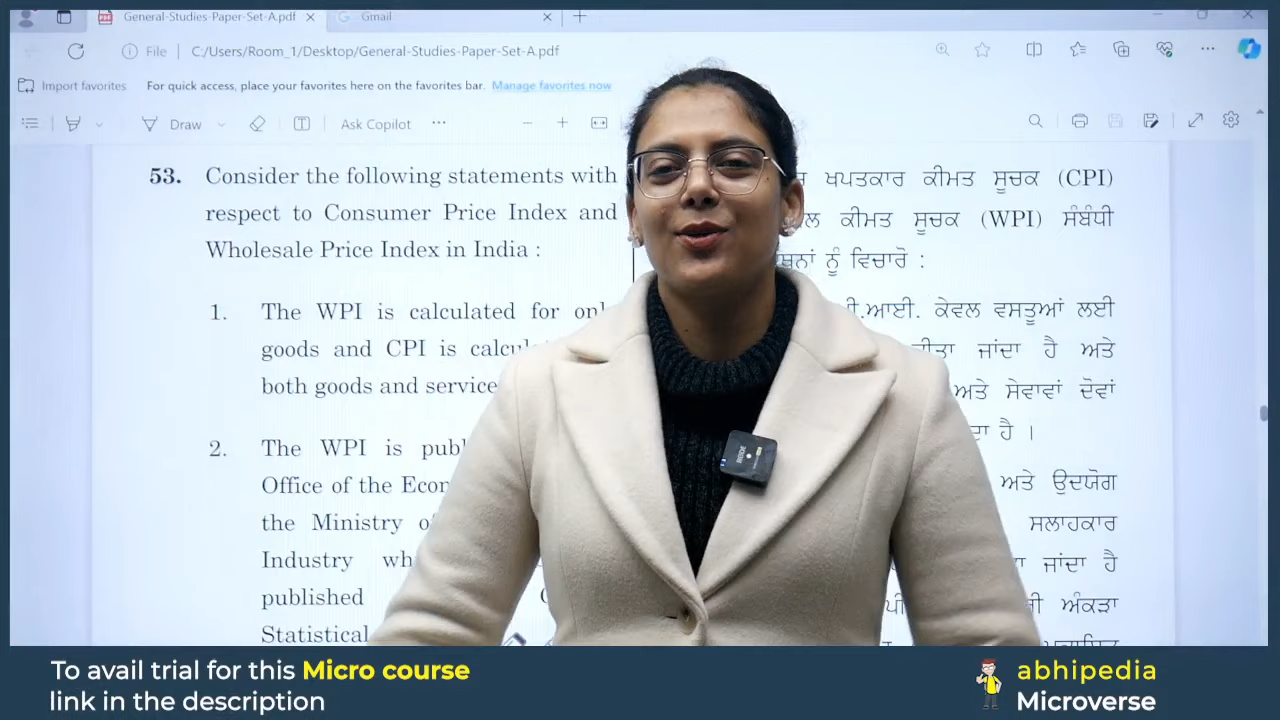 General-Studies-Paper-Set-A.pdf
Gmail
File
C:/Users/Room_1/Desktop/General-Studies-Paper-Set-A.pdf
Import favorites
For quick access, place your favorites here on the favorites bar. Manage favorites now
Draw
Ask Copilot
53. Consider the following statements with
respect to Consumer Price Index and
Wholesale Price Index in India :
1. The WPI is calculated for
goods and CPI is
both goods and
2. The WPI is
Office of the
the Ministry
Industry
published
Statistical
ਖਪਤਕਾਰ ਕੀਮਤ ਸੂਚਕ (CPI)
ਕੀਮਤ ਸੂਚਕ (WPI) ਸੰਬੰਧੀ
ਨੂੰ ਵਿਚਾਰੋ :
ਕੇਵਲ ਵਸਤੂਆਂ ਲਈ
ਜਾਂਦਾ ਹੈ ਅਤੇ
ਅਤੇ ਸੇਵਾਵਾਂ ਦੋਵਾਂ
ਹੈ ।
ਅਤੇ ਉਦਯੋਗ
ਸਲਾਹਕਾਰ
ਜਾਂਦਾ ਹੈ
ਅੰਕੜਾ
RODE
To avail trial for this Micro course
link in the description
abhipedia
Microverse